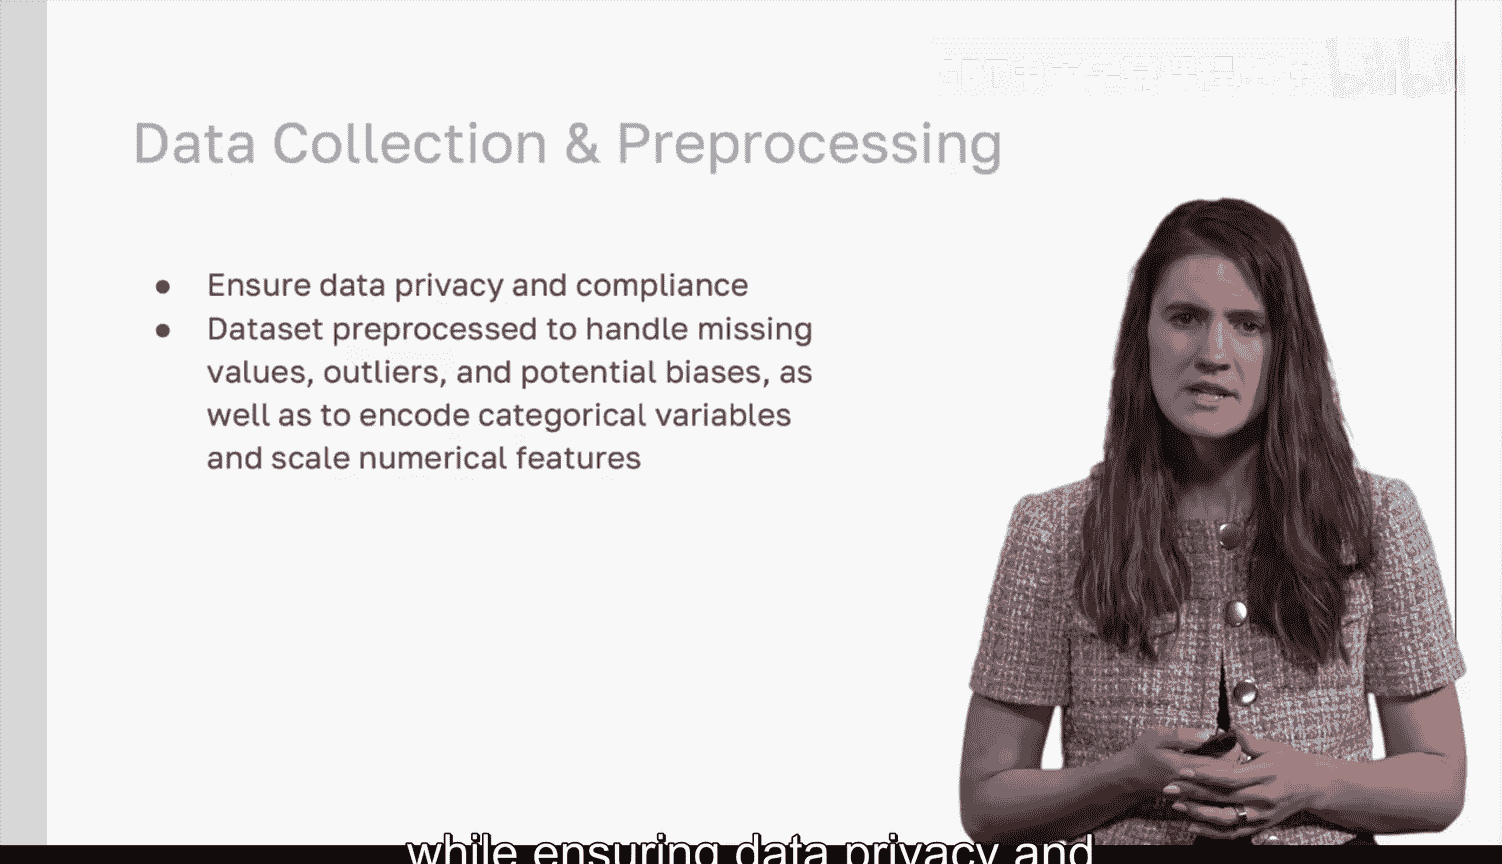 Data Collection & Preprocessing
● Ensure data privacy and compliance
● Dataset preprocessed to handle missing
values, outliers, and potential biases, as
well as to encode categorical variables
and scale numerical features
while ensuring data privacy and